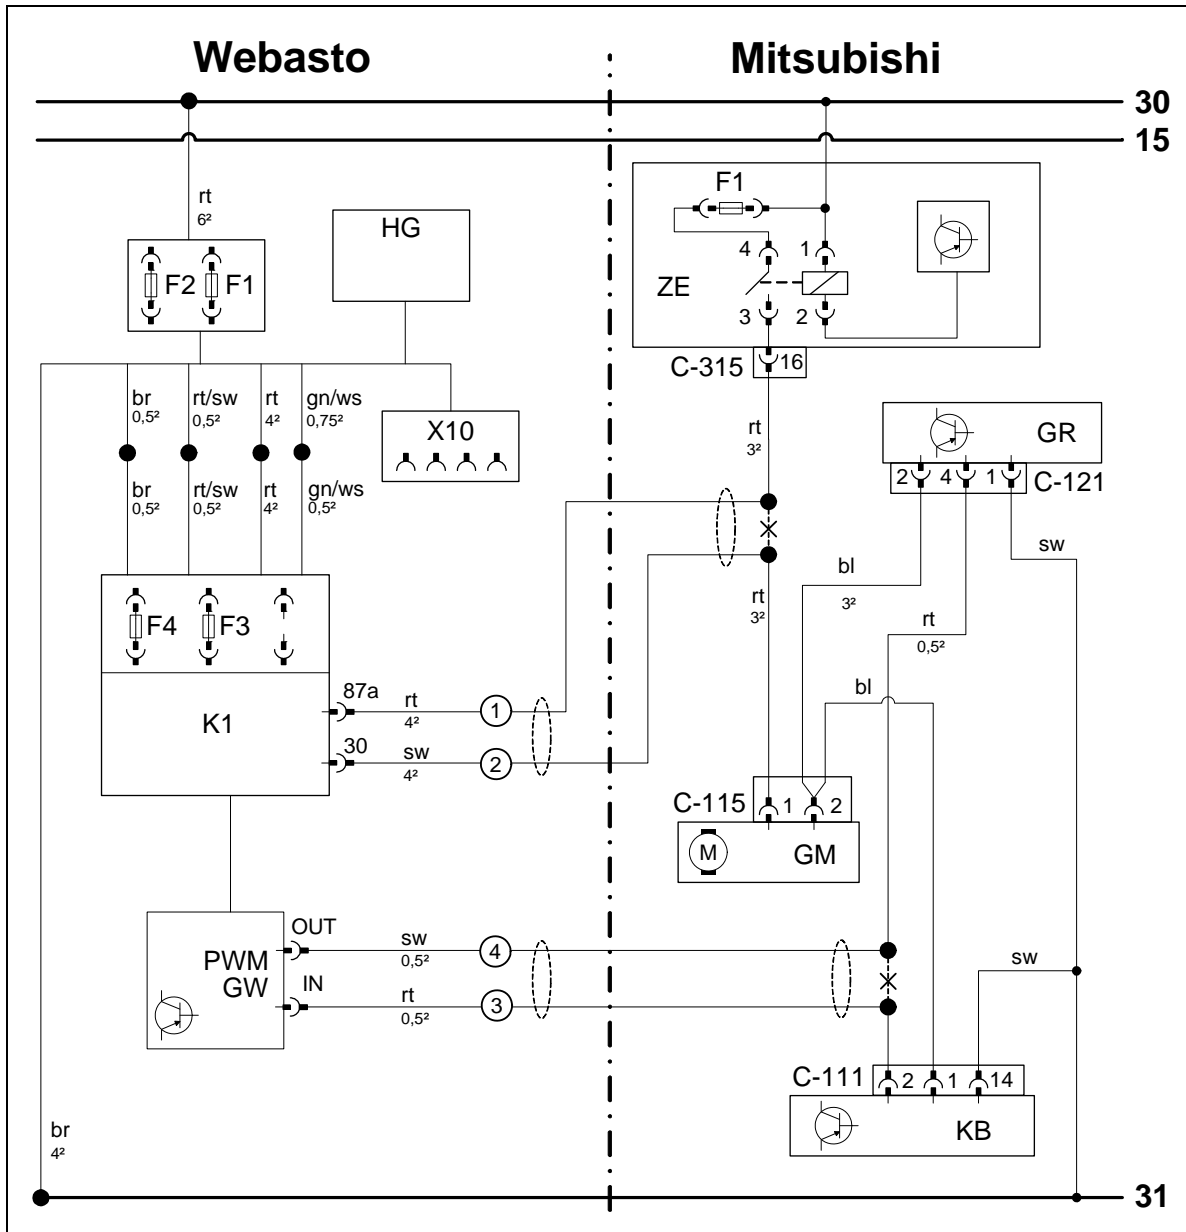 Webasto
Mitsubishi
30
15
rt
6²
F2
F1
HG
F1
4
1
ZE
3
2
C-315
16
br
0,5²
rt/sw
0,5²
rt
4²
gn/ws
0,75²
X10
br
0,5²
rt/sw
0,5²
rt
4²
gn/ws
0,5²
rt
3²
GR
2
4
1
C-121
sw
bl
3²
rt
3²
rt
0,5²
F4
F3
K1
87a
rt
4²
1
30
sw
4²
2
bl
C-115
1
2
M
GM
PWM
GW
OUT
sw
0,5²
4
IN
rt
0,5²
3
sw
C-111
2
1
14
KB
br
4²
31